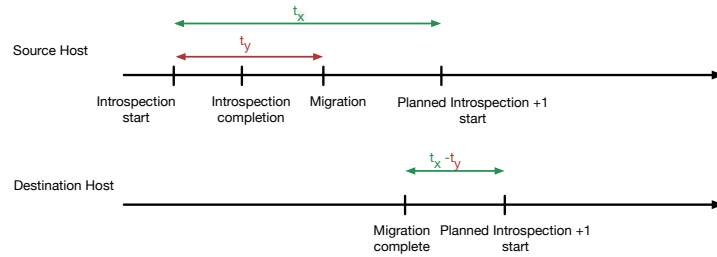 tx
ty
Source Host
Introspection start
Introspection completion
Migration
Planned Introspection +1 start
tx -ty
Destination Host
Migration complete
Planned Introspection +1 start